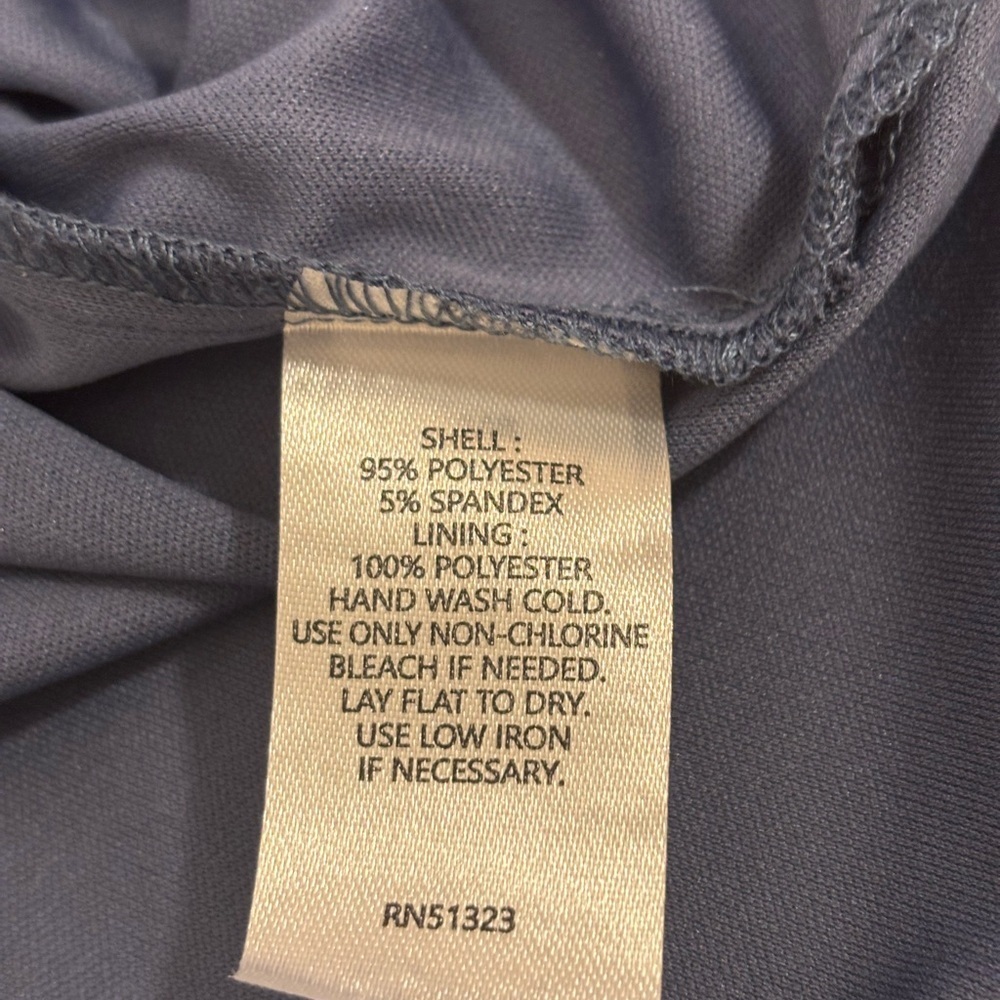 SHELL :
95% POLYESTER
5% SPANDEX
LINING :
100% POLYESTER
HAND WASH COLD.
USE ONLY NON-CHLORINE
BLEACH IF NEEDED.
LAY FLAT TO DRY.
USE LOW IRON
IF NECESSARY.
RN51323